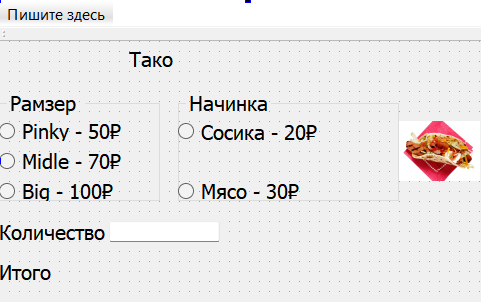 Пишите здесь
Тако
Рамзер
Pinky - 50₽
Midle - 70₽
Big - 100₽
Начинка
Сосика - 20₽
Мясо - 30₽
Количество
Итого